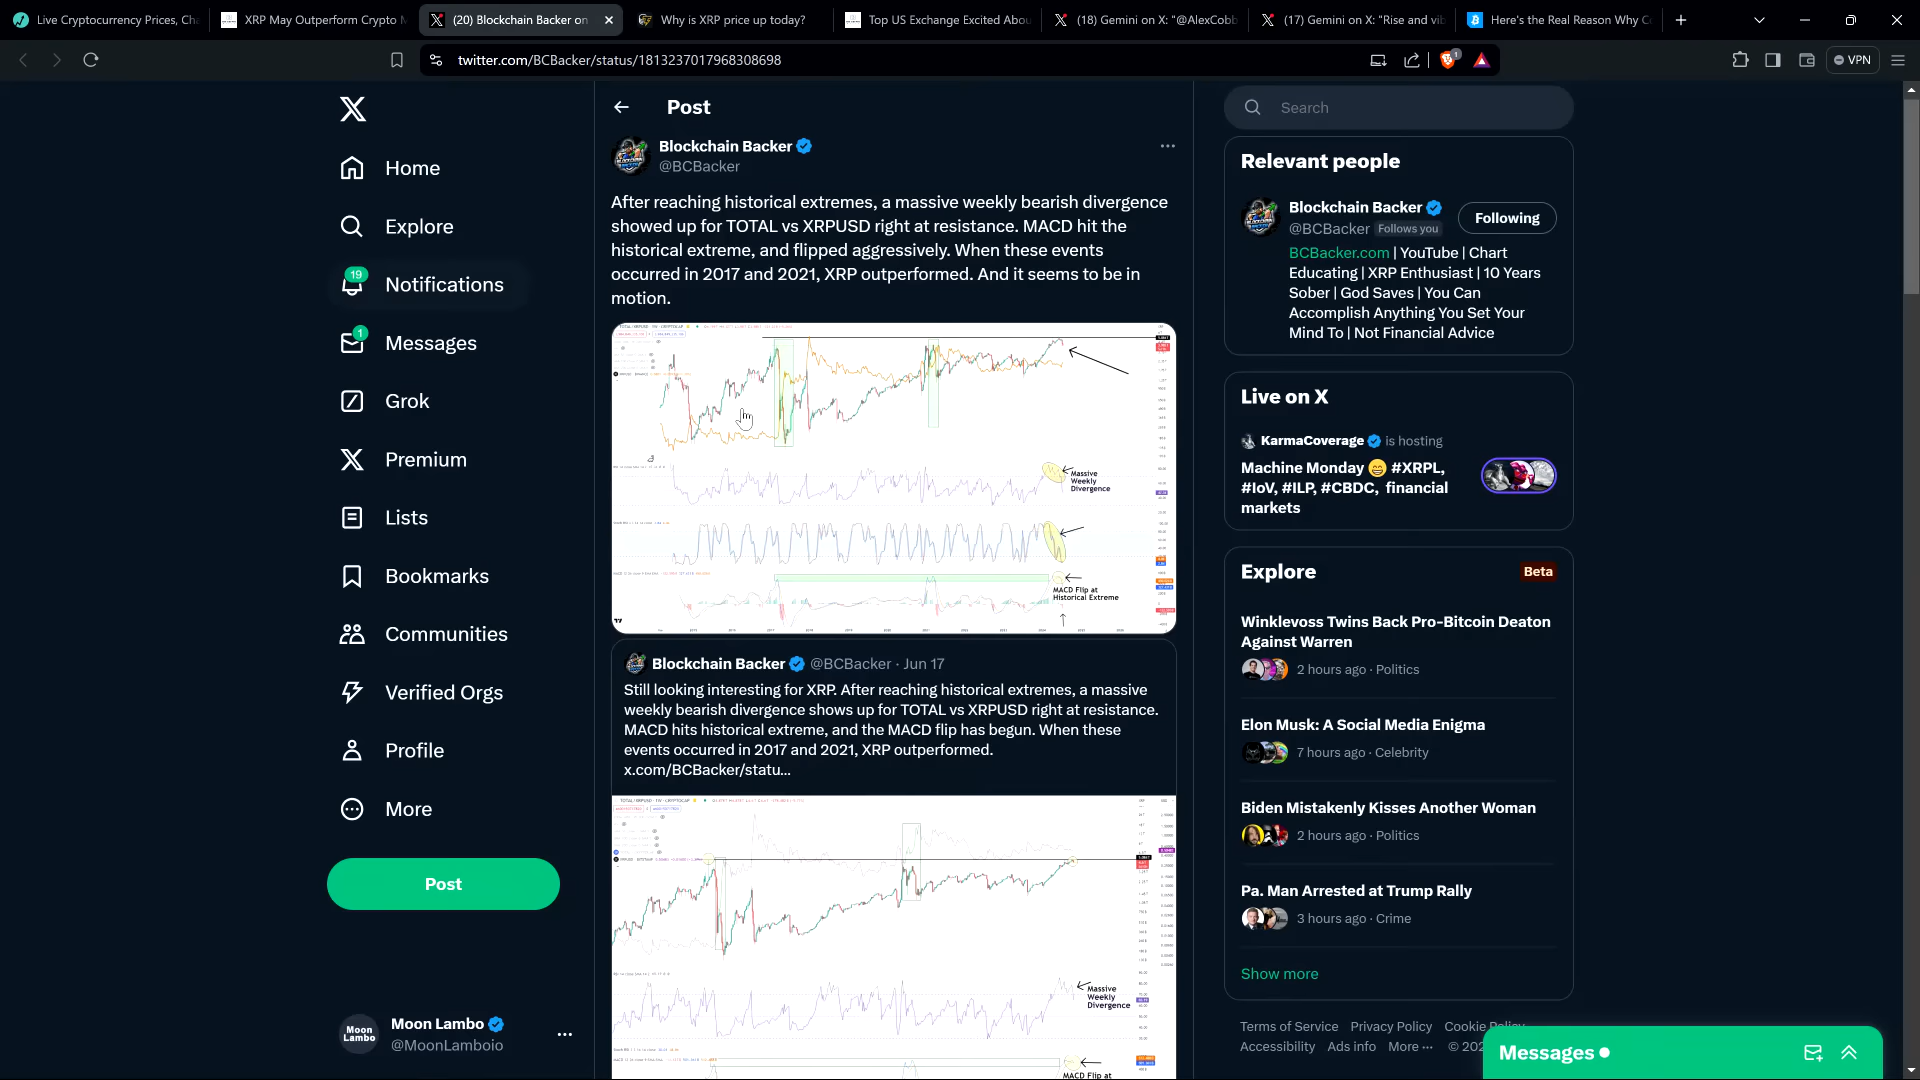 Live Cryptocurrency Prices, Cha
XRP May Outperform Crypto M
(20) Blockchain Backer on
Why is XRP price up today?
Top US Exchange Excited Abou
(18) Gemini on X: "@AlexCobb
(17) Gemini on X: "Rise and vib
Here's the Real Reason Why C
twitter.com/BCBacker/status/1813237017968308698
VPN
Home
Explore
19
Notifications
1
Messages
Grok
Premium
Lists
Bookmarks
Communities
Verified Orgs
Profile
More
Post
Moon Lambo
Moon Lambo
@MoonLamboio
Post
Blockchain Backer
@BCBacker
After reaching historical extremes, a massive weekly bearish divergence
showed up for TOTAL vs XRPUSD right at resistance. MACD hit the
historical extreme, and flipped aggressively. When these events
occurred in 2017 and 2021, XRP outperformed. And it seems to be in
motion.
Massive
Weekly
Divergence
MACD Flip at
Historical Extreme
Blockchain Backer @BCBacker · Jun 17
Still looking interesting for XRP. After reaching historical extremes, a massive
weekly bearish divergence shows up for TOTAL vs XRPUSD right at resistance.
MACD hits historical extreme, and the MACD flip has begun. When these
events occurred in 2017 and 2021, XRP outperformed.
x.com/BCBacker/statu...
Massive
Weekly
Divergence
MACD Flip at
Search
Relevant people
Blockchain Backer
@BCBacker Follows you
Following
BCBacker.com | YouTube | Chart
Educating | XRP Enthusiast | 10 Years
Sober | God Saves | You Can
Accomplish Anything You Set Your
Mind To | Not Financial Advice
Live on X
KarmaCoverage is hosting
Machine Monday 😄 #XRPL,
#IoV, #ILP, #CBDC, financial
markets
Explore
Beta
Winklevoss Twins Back Pro-Bitcoin Deaton
Against Warren
2 hours ago · Politics
Elon Musk: A Social Media Enigma
7 hours ago · Celebrity
Biden Mistakenly Kisses Another Woman
2 hours ago · Politics
Pa. Man Arrested at Trump Rally
3 hours ago · Crime
Show more
Terms of Service Privacy Policy Cookie Policy
Accessibility Ads info More ··· © 202
Messages